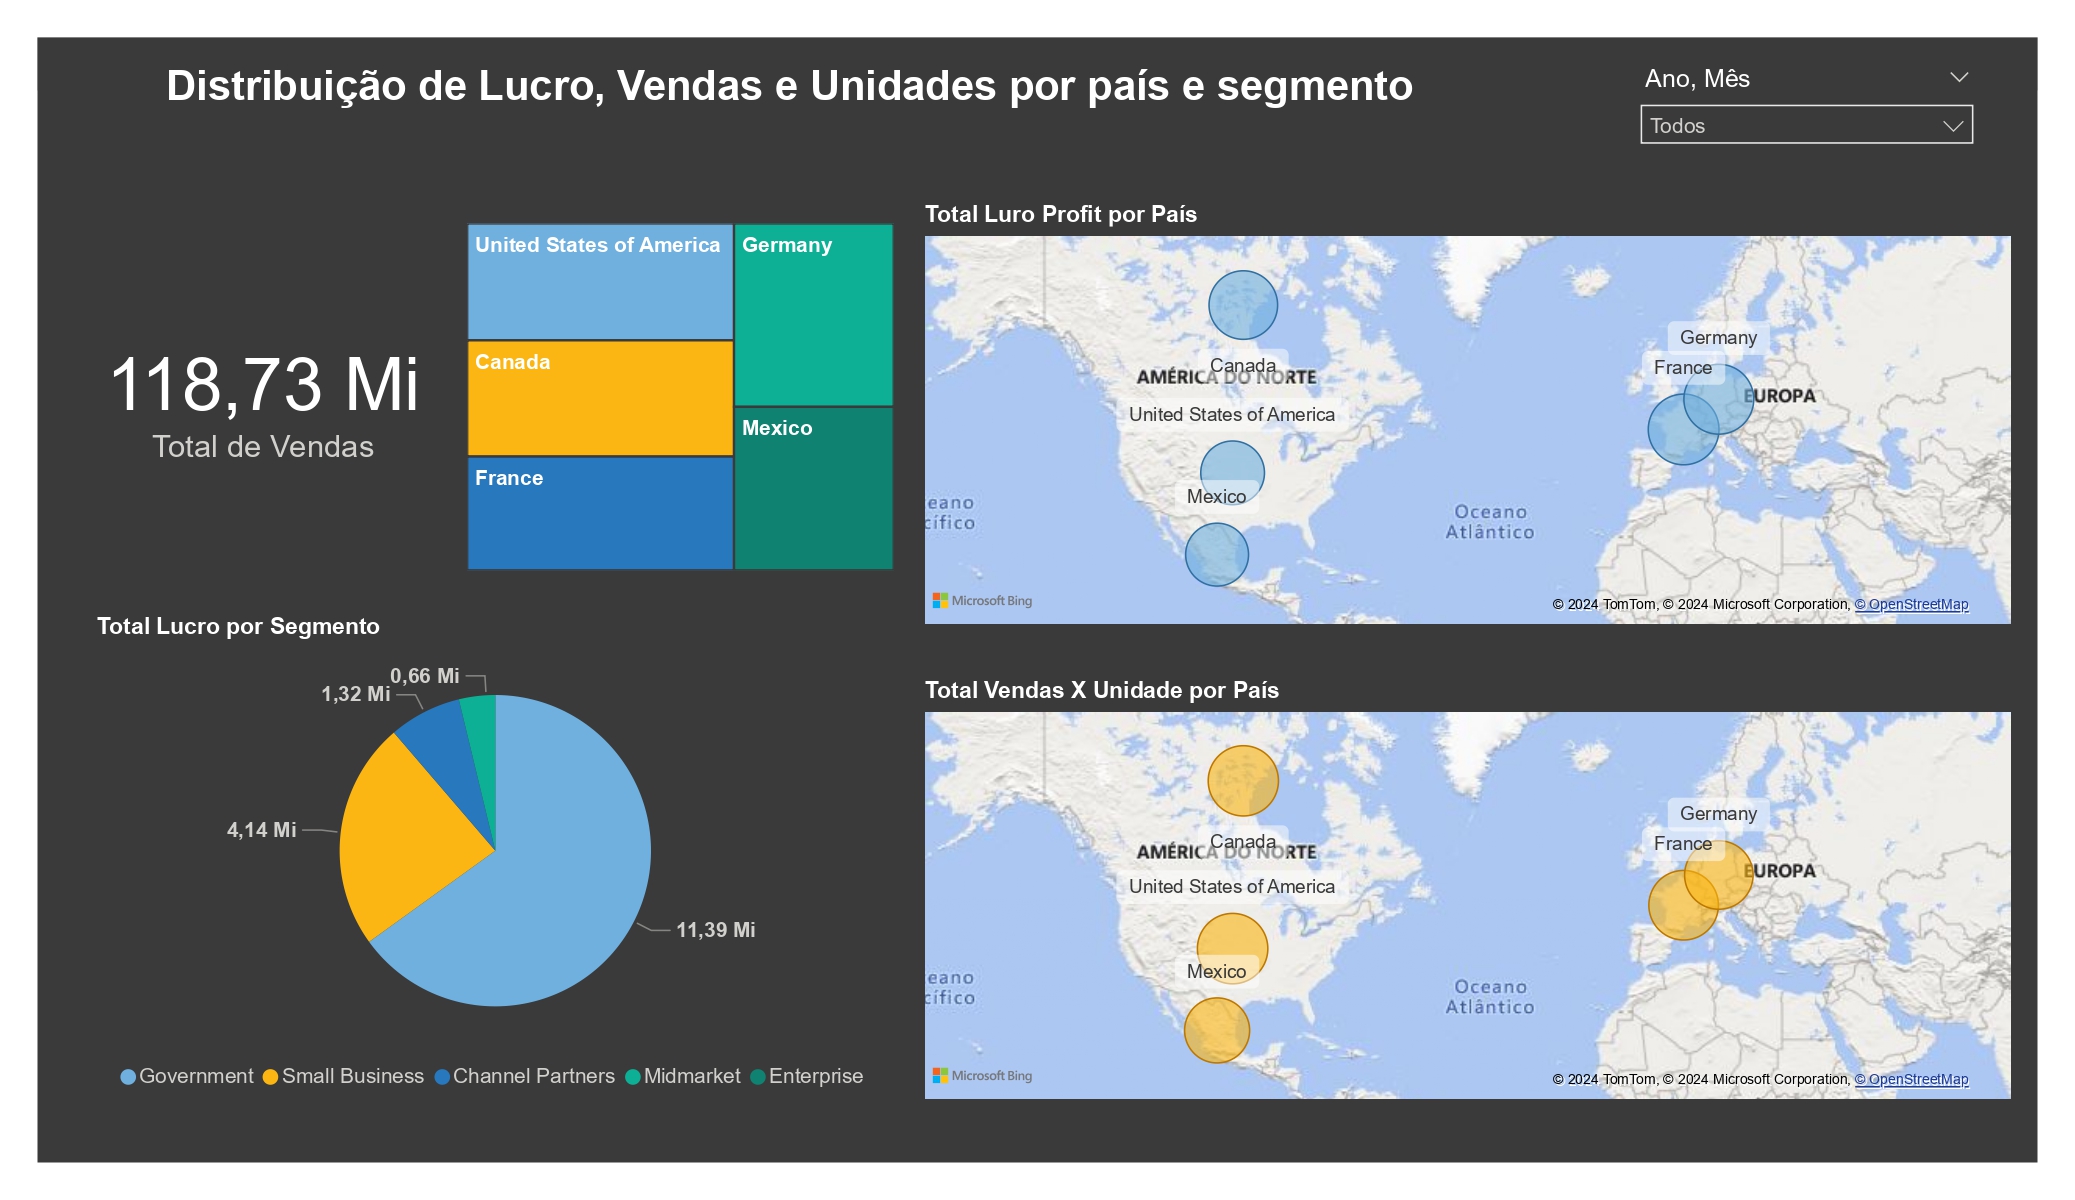 Distribuição de Lucro, Vendas e Unidades por país e segmento
Ano, Mês
Todos
118,73 Mi
Total de Vendas
United States of America
Canada
France
Germany
Mexico
Total Luro Profit por País
Canada
AMÉRICA DO NORTE
United States of America
Mexico
Germany
France
EUROPA
eano
cífico
Oceano
Atlântico
Microsoft Bing
© 2024 TomTom, © 2024 Microsoft Corporation, © OpenStreetMap
Total Lucro por Segmento
0,66 Mi
1,32 Mi
4,14 Mi
11,39 Mi
Government
Small Business
Channel Partners
Midmarket
Enterprise
Total Vendas X Unidade por País
Canada
AMÉRICA DO NORTE
United States of America
Mexico
Germany
France
EUROPA
eano
cífico
Oceano
Atlântico
Microsoft Bing
© 2024 TomTom, © 2024 Microsoft Corporation, © OpenStreetMap